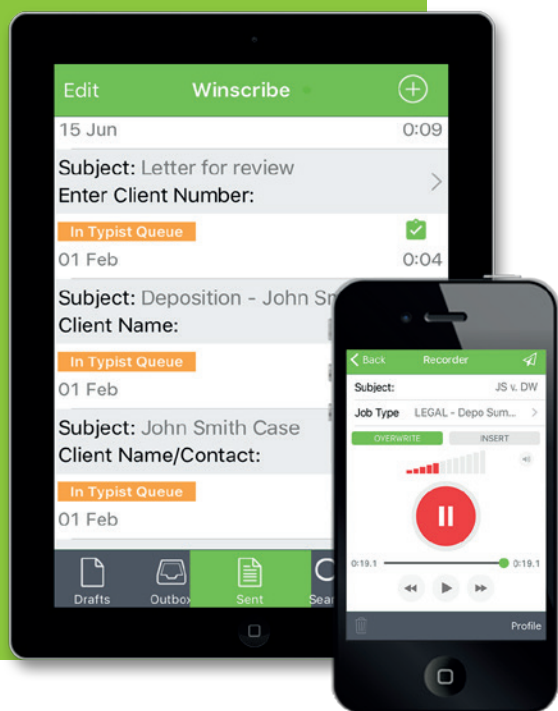 Edit Winscribe
15 Jun 0:09
Subject: Letter for review
Enter Client Number:
In Typist Queue
01 Feb 0:04
Subject: Deposition - John
Client Name:
In Typist Queue
01 Feb
Subject: John Smith Case
Client Name/Contact:
In Typist Queue
01 Feb
Drafts Outbox Sent
Back Recorder
Subject: JS v. DW
Job Type LEGAL - Depo Sum...
OVERWRITE INSERT
0:19.1 0:19.1
Profile